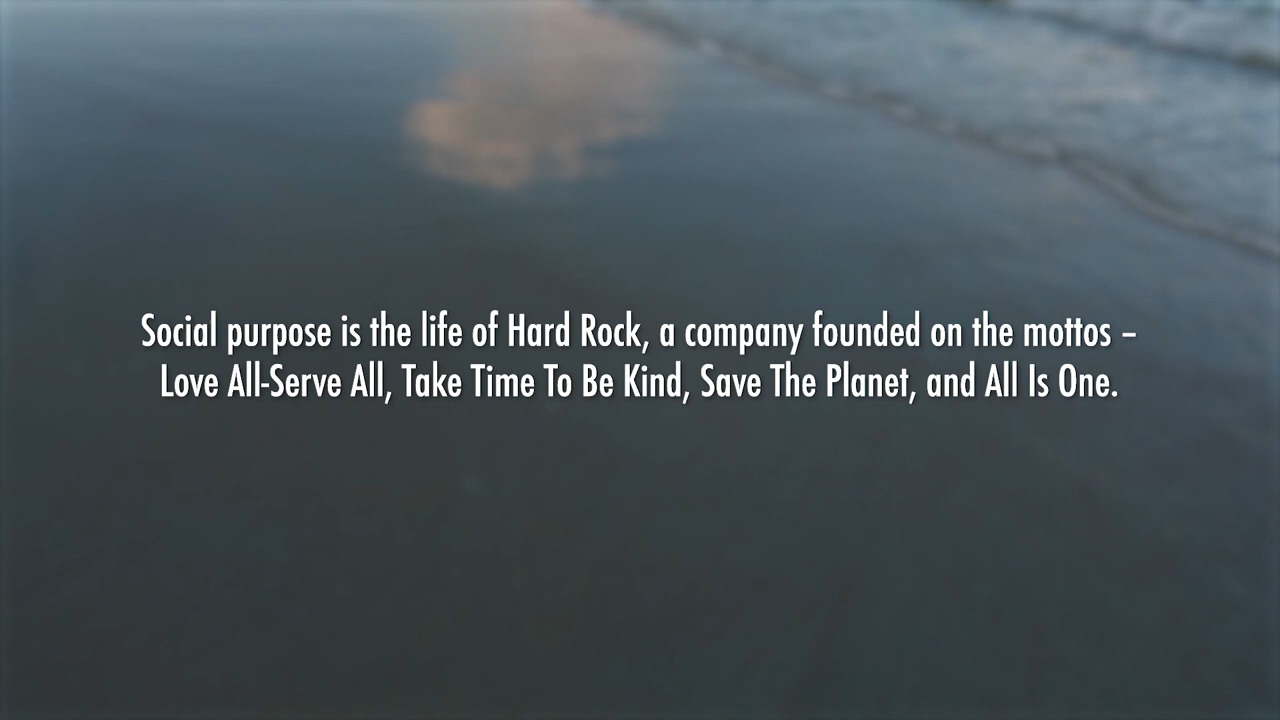 Social purpose is the life of Hard Rock, a company founded on the mottos –
Love All-Serve All, Take Time To Be Kind, Save The Planet, and All Is One.